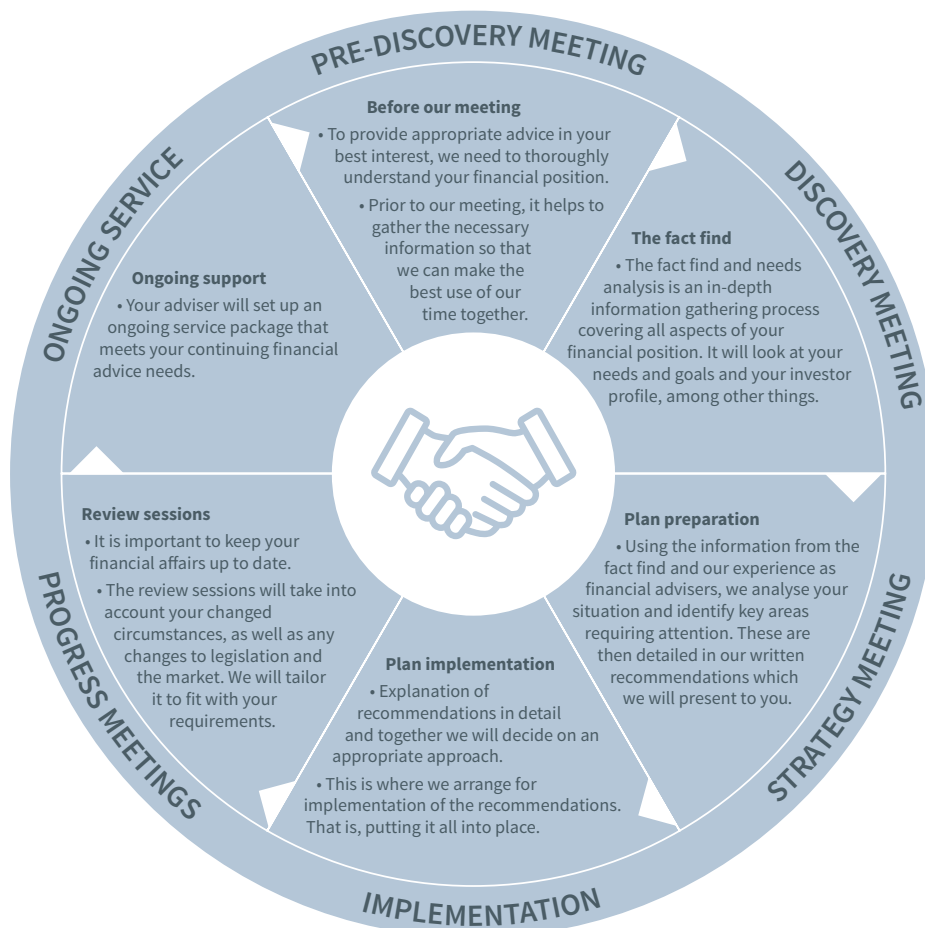 PRE-DISCOVERY MEETING
Before our meeting
• To provide appropriate advice in your
best interest, we need to thoroughly
understand your financial position.
• Prior to our meeting, it helps to
gather the necessary
information so that
we can make the
best use of our
time together.
DISCOVERY MEETING
The fact find
• The fact find and needs
analysis is an in-depth
information gathering process
covering all aspects of your
financial position. It will look at your
needs and goals and your investor
profile, among other things.
STRATEGY MEETING
Plan preparation
• Using the information from the
fact find and our experience as
financial advisers, we analyse your
situation and identify key areas
requiring attention. These are
then detailed in our written
recommendations which
we will present to you.
IMPLEMENTATION
Plan implementation
• Explanation of
recommendations in detail
and together we will decide on an
appropriate approach.
• This is where we arrange for
implementation of the recommendations.
That is, putting it all into place.
PROGRESS MEETINGS
Review sessions
• It is important to keep your
financial affairs up to date.
• The review sessions will take into
account your changed
circumstances, as well as any
changes to legislation and
the market. We will tailor
it to fit with your
requirements.
ONGOING SERVICE
Ongoing support
• Your adviser will set up an
ongoing service package that
meets your continuing financial
advice needs.